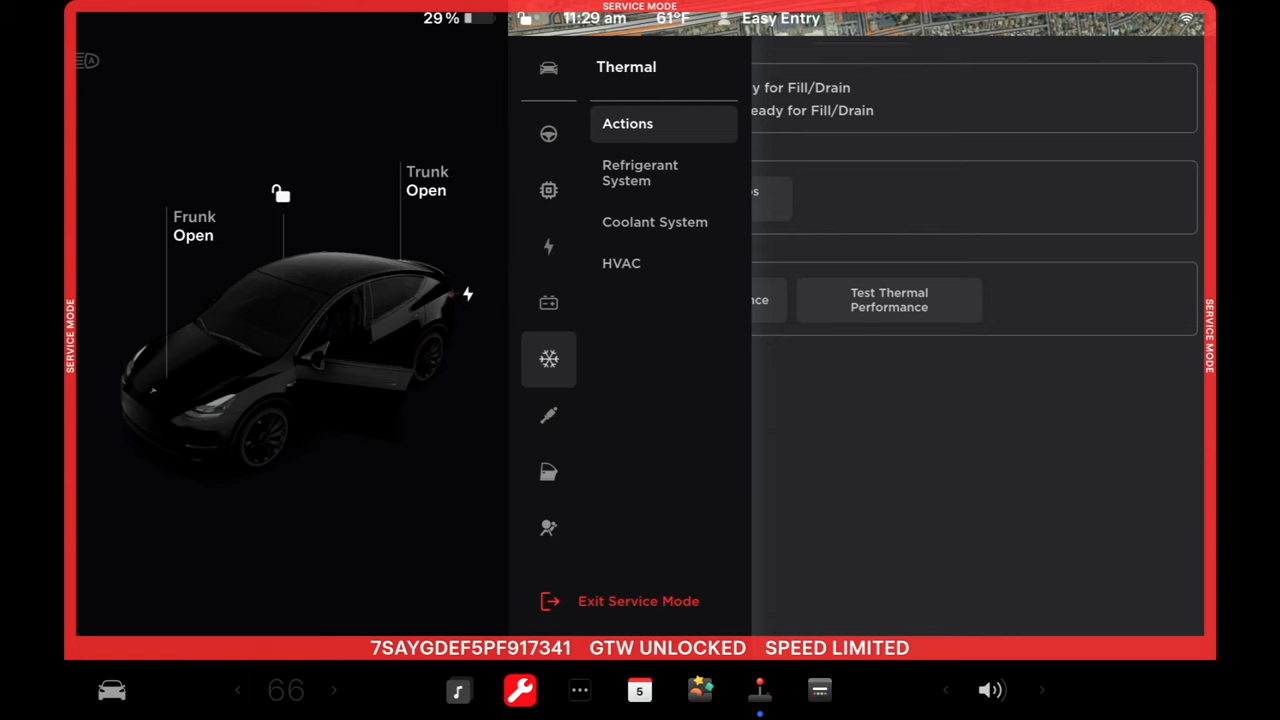 SERVICE MODE
29 %
11:29 am
61°F
Easy Entry
A
Thermal
y for Fill/Drain
eady for Fill/Drain
Actions
Refrigerant
System
Coolant System
HVAC
s
nce
Test Thermal
Performance
Trunk
Open
Frunk
Open
SERVICE MODE
SERVICE MODE
Exit Service Mode
7SAYGDEF5PF917341 GTW UNLOCKED SPEED LIMITED
66
5